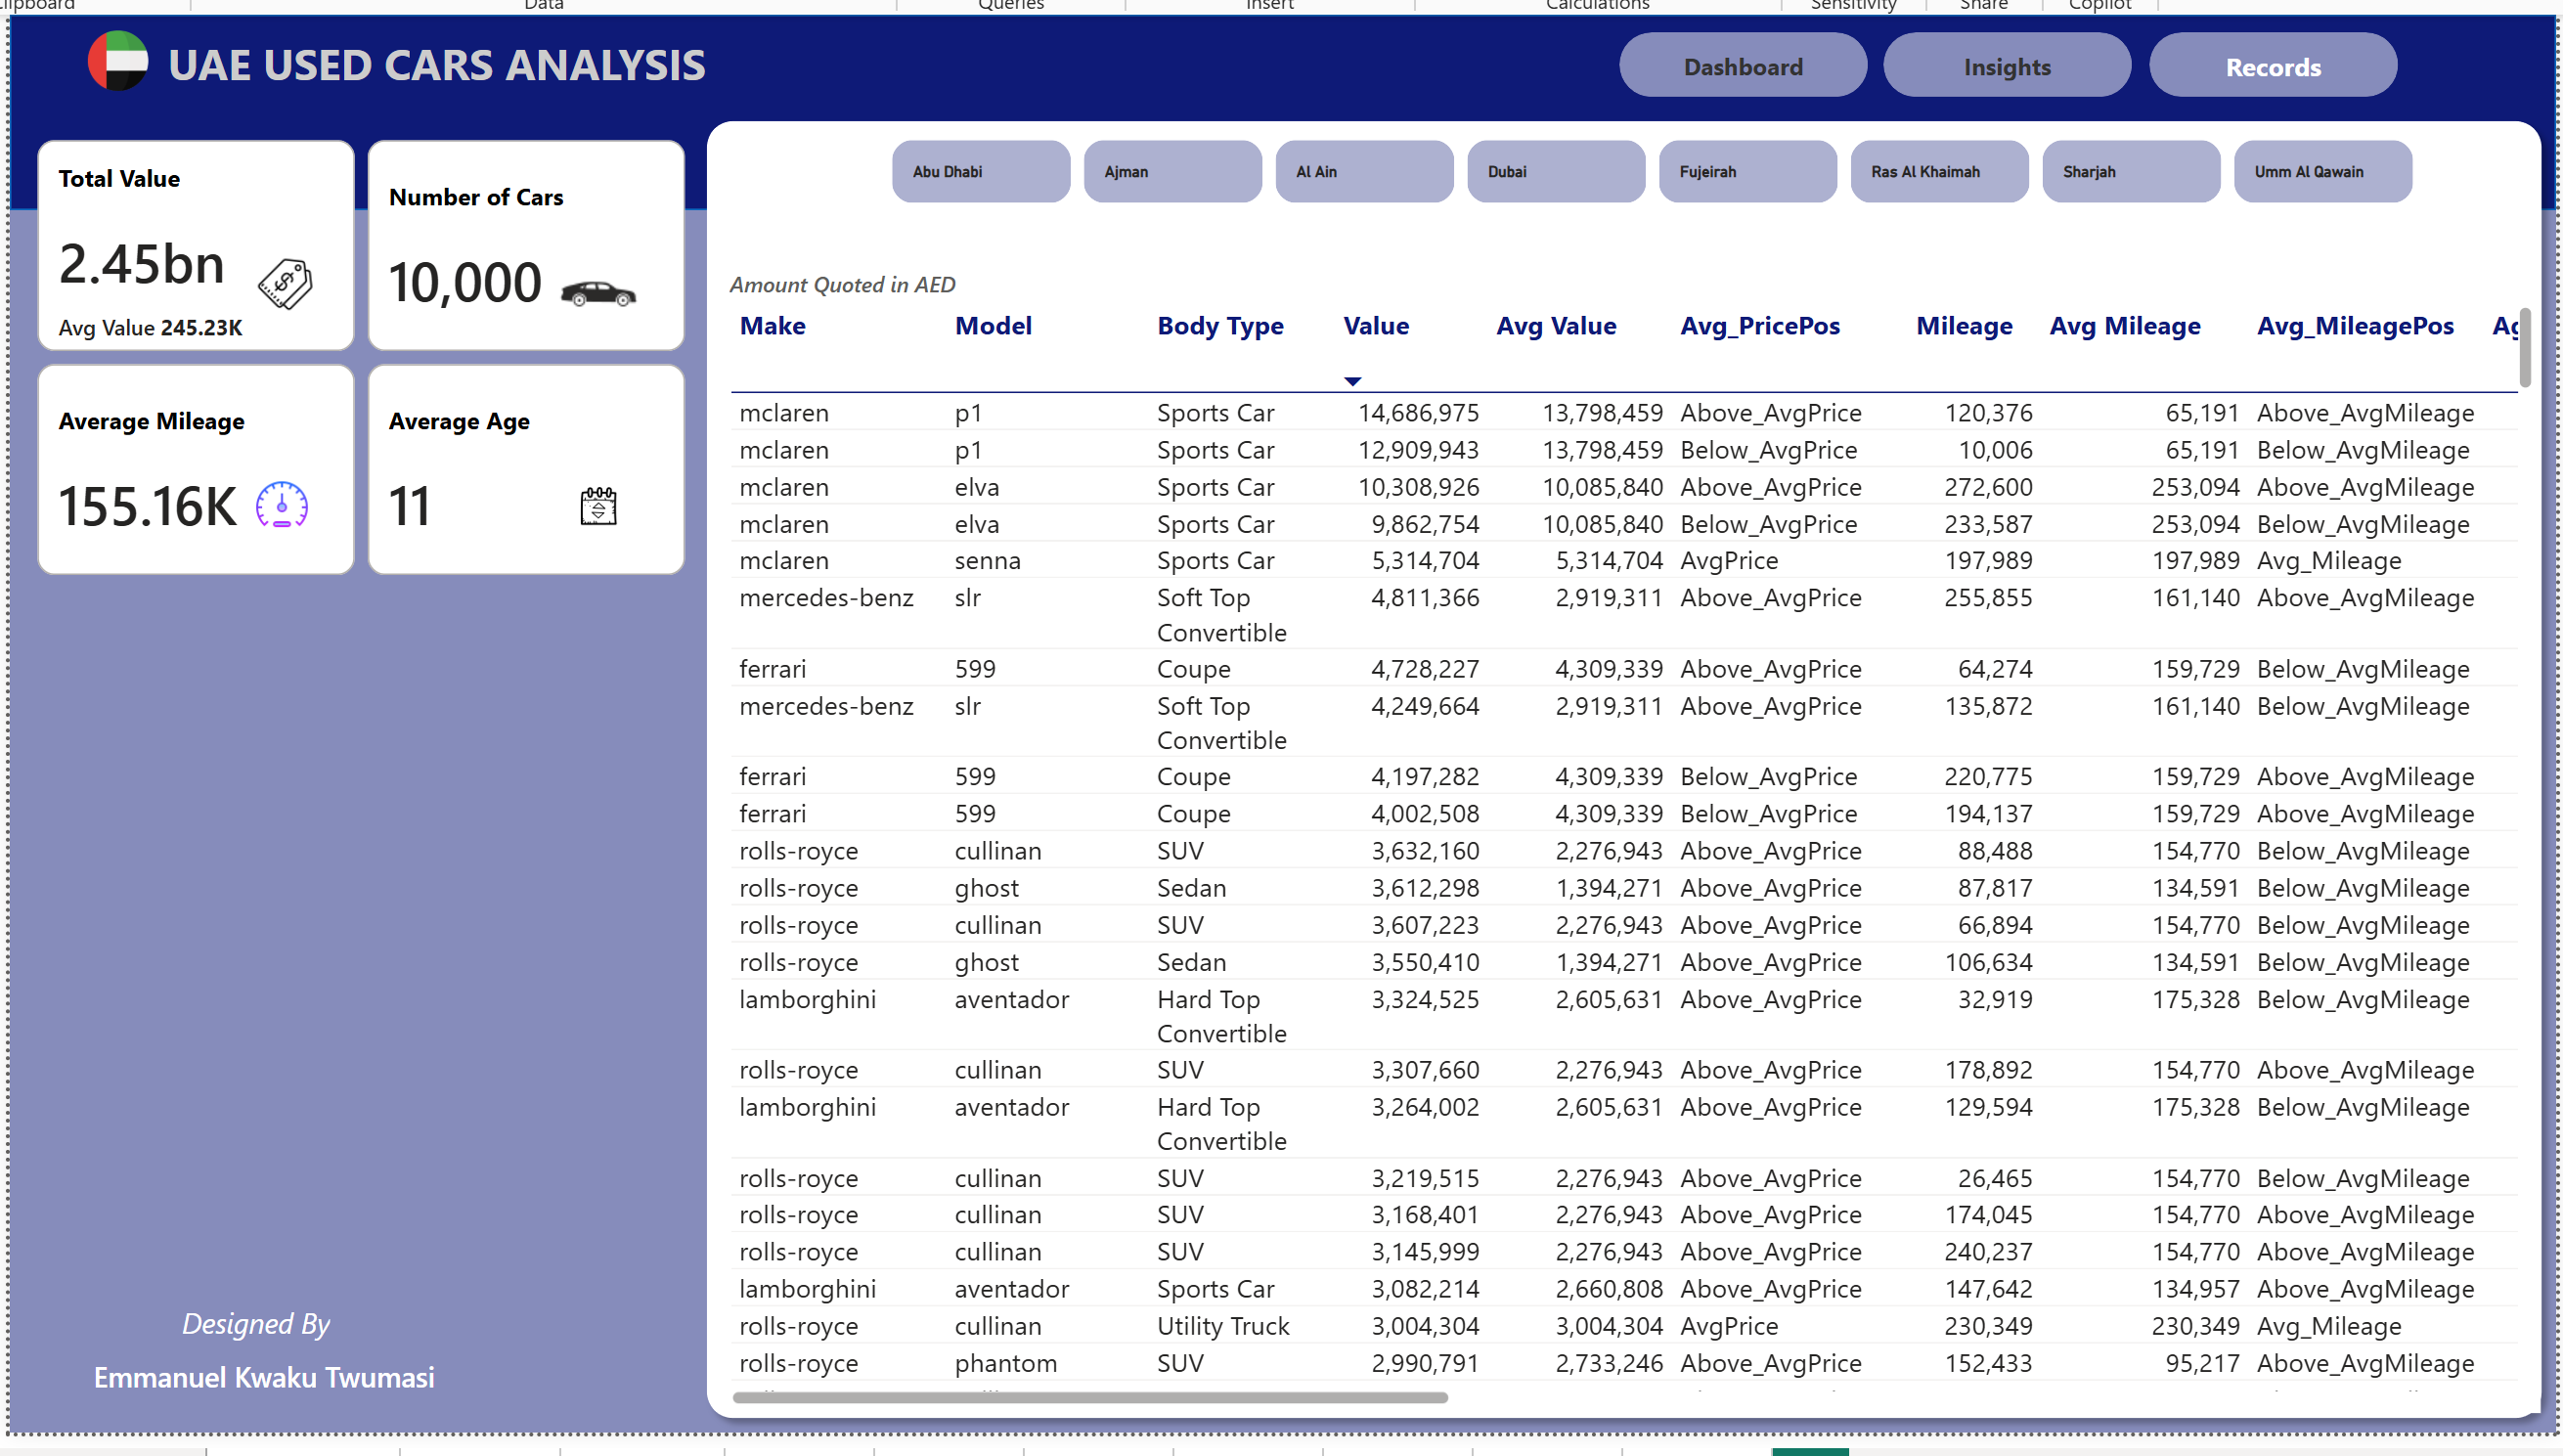 Clipboard Data Queries Insert Calculations Sensitivity Share Copilot
UAE USED CARS ANALYSIS
Dashboard Insights Records
Total Value
2.45bn
Avg Value 245.23K
Number of Cars
10,000
Average Mileage
155.16K
Average Age
11
Designed By
Emmanuel Kwaku Twumasi
Abu Dhabi Ajman Al Ain Dubai Fujeirah Ras Al Khaimah Sharjah Umm Al Qawain
Amount Quoted in AED
Make Model Body Type Value Avg Value Avg_PricePos Mileage Avg Mileage Avg_MileagePos
mclaren p1 Sports Car 14,686,975 13,798,459 Above_AvgPrice 120,376 65,191 Above_AvgMileage
mclaren p1 Sports Car 12,909,943 13,798,459 Below_AvgPrice 10,006 65,191 Below_AvgMileage
mclaren elva Sports Car 10,308,926 10,085,840 Above_AvgPrice 272,600 253,094 Above_AvgMileage
mclaren elva Sports Car 9,862,754 10,085,840 Below_AvgPrice 233,587 253,094 Below_AvgMileage
mclaren senna Sports Car 5,314,704 5,314,704 AvgPrice 197,989 197,989 Avg_Mileage
mercedes-benz slr Soft Top 4,811,366 2,919,311 Above_AvgPrice 255,855 161,140 Above_AvgMileage
Convertible
ferrari 599 Coupe 4,728,227 4,309,339 Above_AvgPrice 64,274 159,729 Below_AvgMileage
mercedes-benz slr Soft Top 4,249,664 2,919,311 Above_AvgPrice 135,872 161,140 Below_AvgMileage
Convertible
ferrari 599 Coupe 4,197,282 4,309,339 Below_AvgPrice 220,775 159,729 Above_AvgMileage
ferrari 599 Coupe 4,002,508 4,309,339 Below_AvgPrice 194,137 159,729 Above_AvgMileage
rolls-royce cullinan SUV 3,632,160 2,276,943 Above_AvgPrice 88,488 154,770 Below_AvgMileage
rolls-royce ghost Sedan 3,612,298 1,394,271 Above_AvgPrice 87,817 134,591 Below_AvgMileage
rolls-royce cullinan SUV 3,607,223 2,276,943 Above_AvgPrice 66,894 154,770 Below_AvgMileage
rolls-royce ghost Sedan 3,550,410 1,394,271 Above_AvgPrice 106,634 134,591 Below_AvgMileage
lamborghini aventador Hard Top 3,324,525 2,605,631 Above_AvgPrice 32,919 175,328 Below_AvgMileage
Convertible
rolls-royce cullinan SUV 3,307,660 2,276,943 Above_AvgPrice 178,892 154,770 Above_AvgMileage
lamborghini aventador Hard Top 3,264,002 2,605,631 Above_AvgPrice 129,594 175,328 Below_AvgMileage
Convertible
rolls-royce cullinan SUV 3,219,515 2,276,943 Above_AvgPrice 26,465 154,770 Below_AvgMileage
rolls-royce cullinan SUV 3,168,401 2,276,943 Above_AvgPrice 174,045 154,770 Above_AvgMileage
rolls-royce cullinan SUV 3,145,999 2,276,943 Above_AvgPrice 240,237 154,770 Above_AvgMileage
lamborghini aventador Sports Car 3,082,214 2,660,808 Above_AvgPrice 147,642 134,957 Above_AvgMileage
rolls-royce cullinan Utility Truck 3,004,304 3,004,304 AvgPrice 230,349 230,349 Avg_Mileage
rolls-royce phantom SUV 2,990,791 2,733,246 Above_AvgPrice 152,433 95,217 Above_AvgMileage